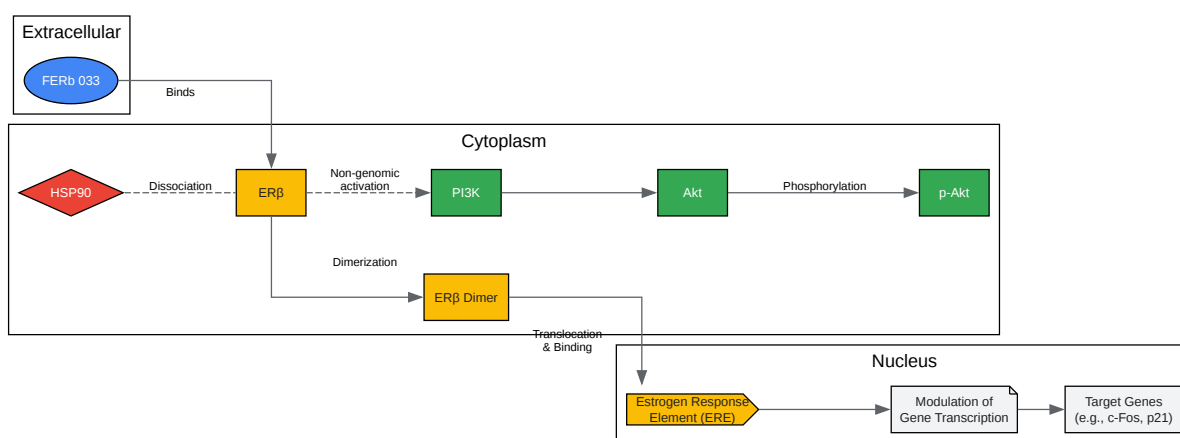 Extracellular
FERb 033
Binds
Cytoplasm
HSP90
Dissociation
ERβ
Non-genomic
activation
PI3K
Akt
Phosphorylation
p-Akt
Dimerization
ERβ Dimer
Translocation
& Binding
Nucleus
Estrogen Response
Element (ERE)
Modulation of
Gene Transcription
Target Genes
(e.g., c-Fos, p21)